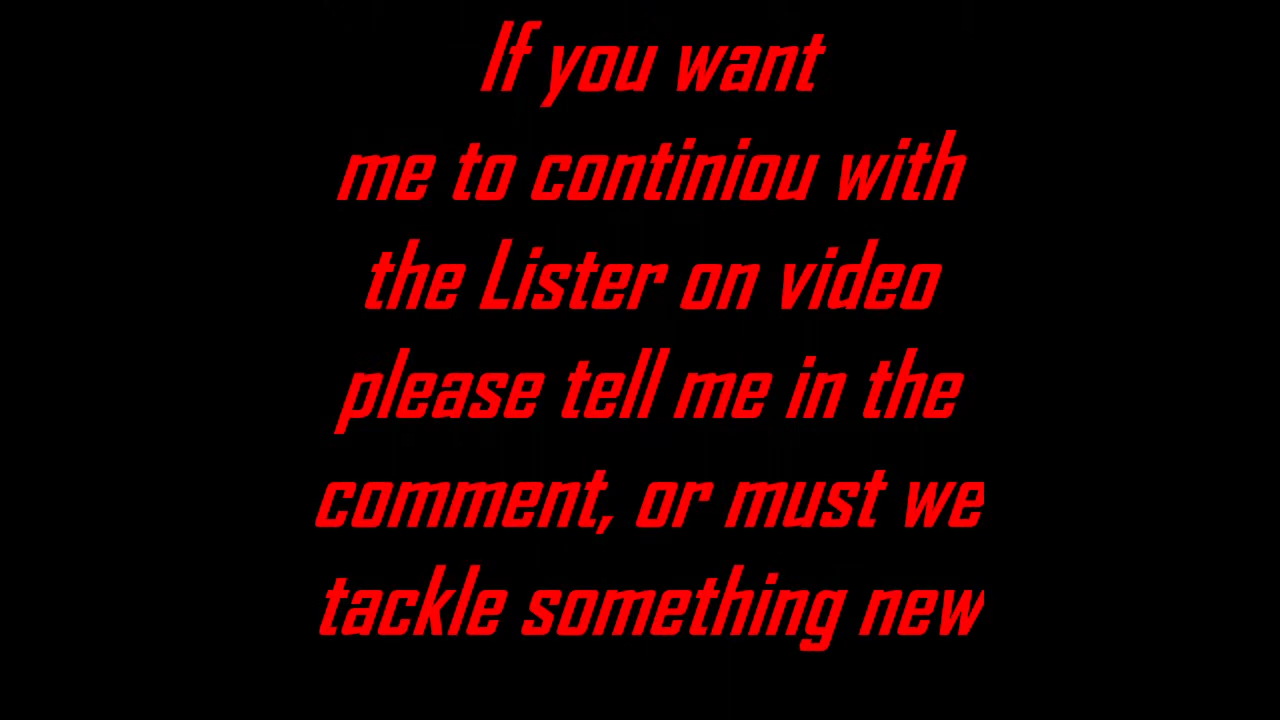 If you want
me to continiou with
the Lister on video
please tell me in the
comment, or must we
tackle something new